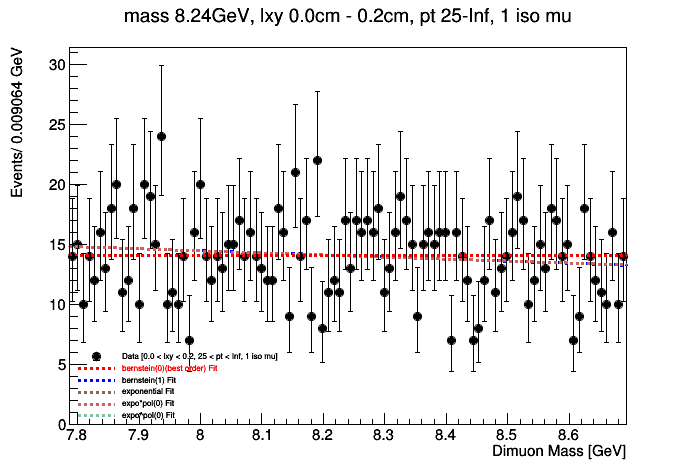 mass 8.24GeV, lxy 0.0cm - 0.2cm, pt 25-Inf, 1 iso mu
Events/ 0.009064 GeV
30
25
20
15
10
5
0
Data [0.0 < lxy < 0.2, 25 < pt < Inf, 1 iso mu]
bernstein(0)(best order) Fit
bernstein(1) Fit
exponential Fit
expo*pol(0) Fit
expo*pol(0) Fit
7.8 7.9 8 8.1 8.2 8.3 8.4 8.5 8.6
Dimuon Mass [GeV]